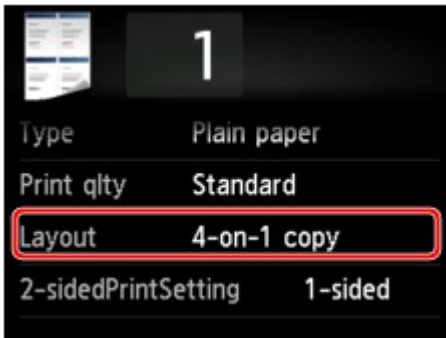 1
Type Plain paper
Print qlty Standard
Layout 4-on-1 copy
2-sidedPrintSetting 1-sided